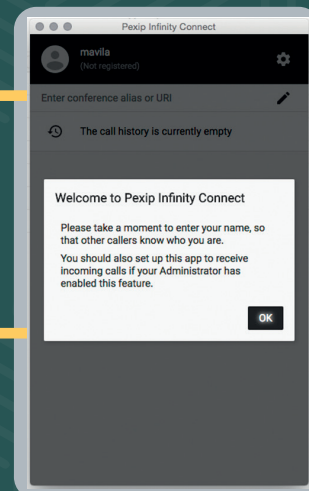 Pexip Infinity Connect
mavila
(Not registered)
Enter conference alias or URI
The call history is currently empty
Welcome to Pexip Infinity Connect
Please take a moment to enter your name, so
that other callers know who you are.
You should also set up this app to receive
incoming calls if your Administrator has
enabled this feature.
OK